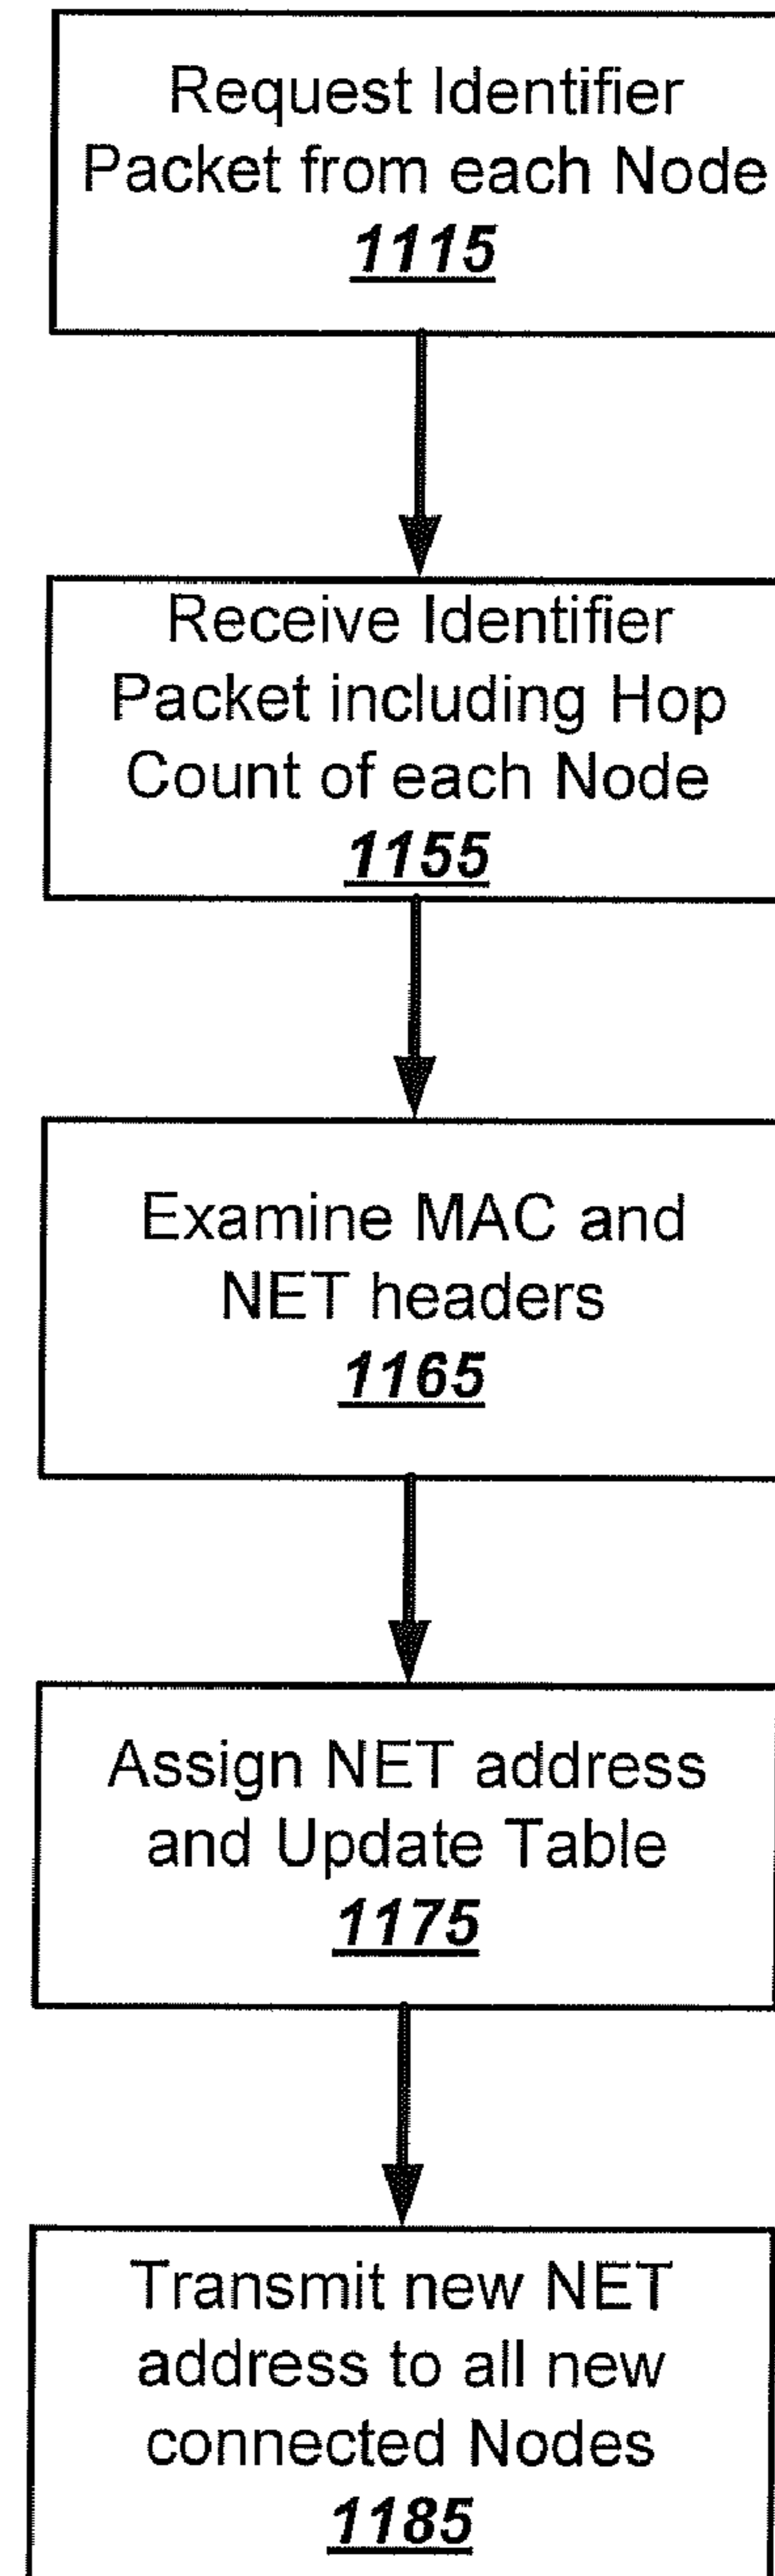 Request Identifier
Packet from each Node
1115
Receive Identifier
Packet including Hop
Count of each Node
1155
Examine MAC and
NET headers
1165
Assign NET address
and Update Table
1175
Transmit new NET
address to all new
connected Nodes
1185